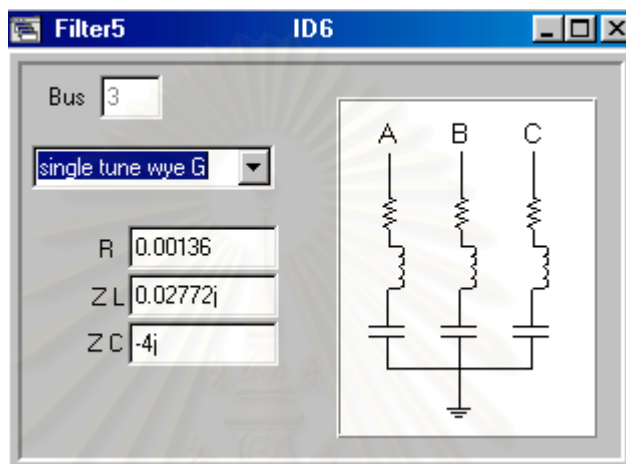 Filter5 ID6
Bus 3
single tune wye G
R 0.00136
Z L 0.02772j
Z C -4j
A B C